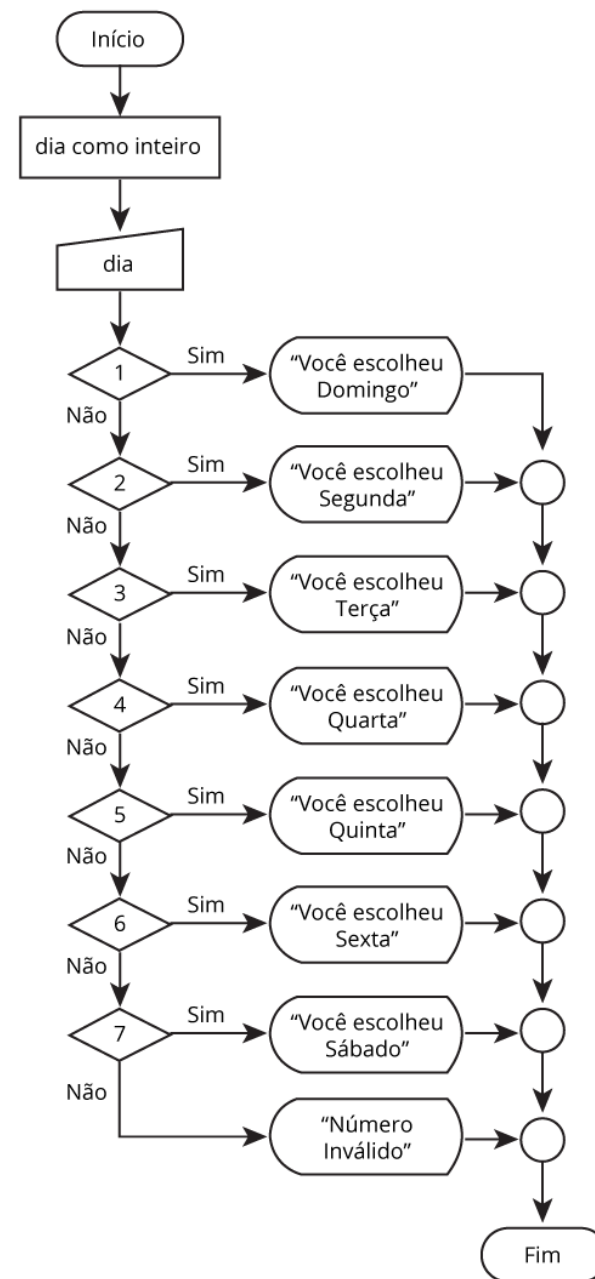 Início
dia como inteiro
dia
1
Sim
“Você escolheu
Domingo”
Não
2
Sim
“Você escolheu
Segunda”
Não
3
Sim
“Você escolheu
Terça”
Não
4
Sim
“Você escolheu
Quarta”
Não
5
Sim
“Você escolheu
Quinta”
Não
6
Sim
“Você escolheu
Sexta”
Não
7
Sim
“Você escolheu
Sábado”
Não
“Número
Inválido”
Fim